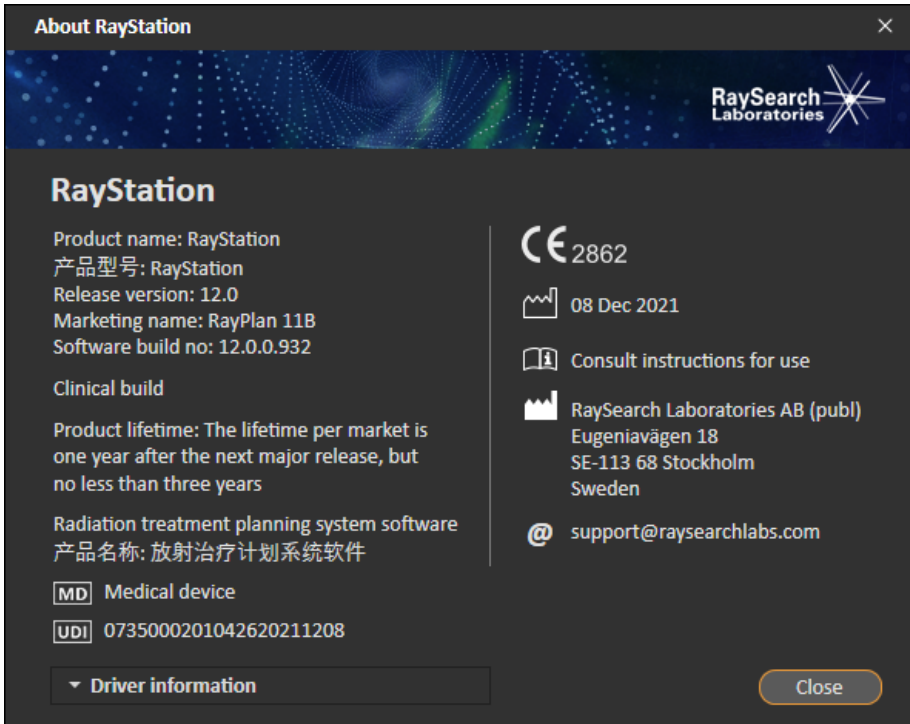 About RayStation
RaySearch
Laboratories
RayStation
Product name: RayStation
产品型号: RayStation
Release version: 12.0
Marketing name: RayPlan 11B
Software build no: 12.0.0.932
Clinical build
Product lifetime: The lifetime per market is
one year after the next major release, but
no less than three years
Radiation treatment planning system software
产品名称: 放射治疗计划系统软件
MD Medical device
UDI 0735000201042620211208
Driver information
CE 2862
08 Dec 2021
Consult instructions for use
RaySearch Laboratories AB (publ)
Eugeniavägen 18
SE-113 68 Stockholm
Sweden
@ support@raysearchlabs.com
Close